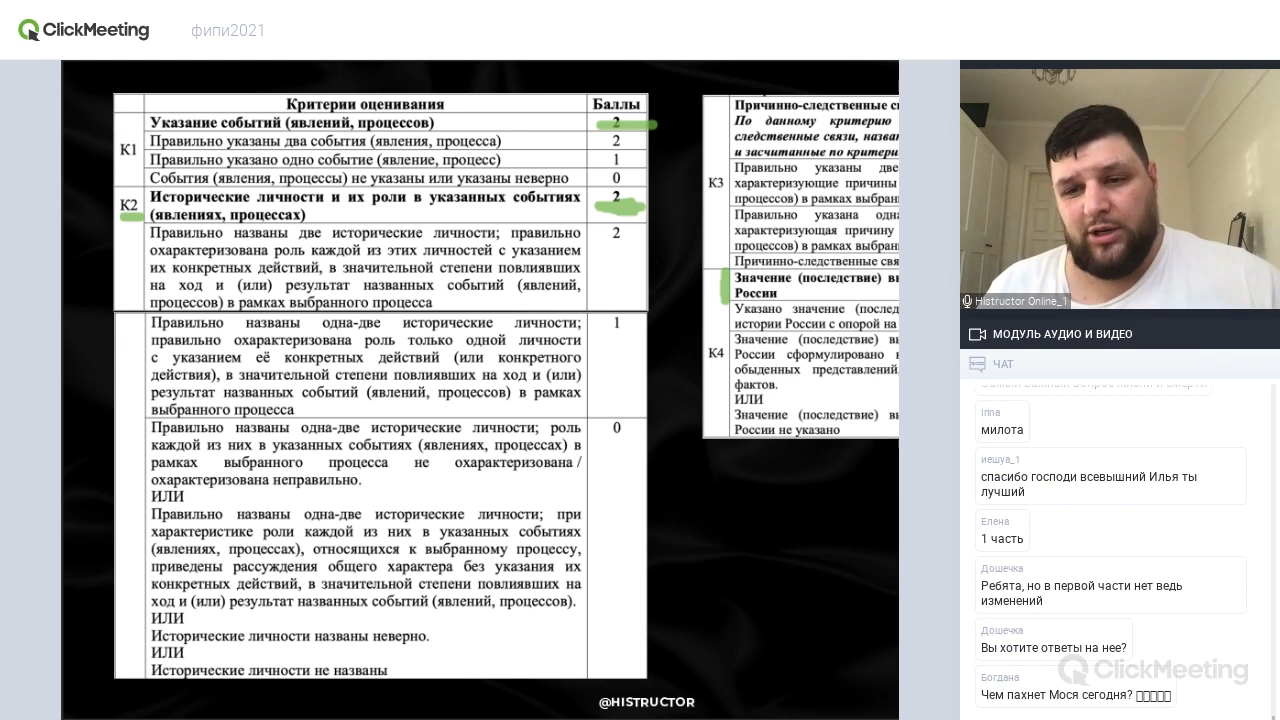 ClickMeeting
фипи2021
Критерии оценивания
Баллы
К1
Указание событий (явлений, процессов)
2
Правильно указаны два события (явления, процесса)
2
Правильно указано одно событие (явление, процесс)
1
События (явления, процессы) не указаны или указаны неверно
0
К2
Исторические личности и их роли в указанных событиях
(явлениях, процессах)
2
Правильно названы две исторические личности; правильно
охарактеризована роль каждой из этих личностей с указанием
их конкретных действий, в значительной степени повлиявших
на ход и (или) результат названных событий (явлений,
процессов) в рамках выбранного процесса
2
Правильно названы одна-две исторические личности;
правильно охарактеризована роль только одной личности
с указанием её конкретных действий (или конкретного
действия), в значительной степени повлиявших на ход и (или)
результат названных событий (явлений, процессов) в рамках
выбранного процесса
1
Правильно названы одна-две исторические личности; роль
каждой из них в указанных событиях (явлениях, процессах) в
рамках выбранного процесса не охарактеризована /
охарактеризована неправильно.
ИЛИ
Правильно названы одна-две исторические личности; при
характеристике роли каждой из них в указанных событиях
(явлениях, процессах), относящихся к выбранному процессу,
приведены рассуждения общего характера без указания их
конкретных действий, в значительной степени повлиявших на
ход и (или) результат названных событий (явлений, процессов).
ИЛИ
Исторические личности названы неверно.
ИЛИ
Исторические личности не названы
0
Причинно-следственные
По данному критерию
следственные связи,
и засчитанные по
К3
Правильно указаны
характеризующие причины
процессов) в рамках
Правильно указана
характеризующая причину
процессов) в рамках
Причинно-следственные
Значение (последствие)
России
К4
Указано значение
истории России с опорой на
Значение (последствие)
России сформулировано
обыденных представлений,
фактов.
ИЛИ
Значение (последствие)
России не указано
@HISTRUCTOR
Histructor Online_1
МОДУЛЬ АУДИО И ВИДЕО
ЧАТ
irina
милота
иешуа_1
спасибо господи всевышний Илья ты
лучший
Елена
1 часть
Дошечка
Ребята, но в первой части нет ведь
изменений
Дошечка
Вы хотите ответы на нее?
Богдана
Чем пахнет Мося сегодня?
ClickMeeting